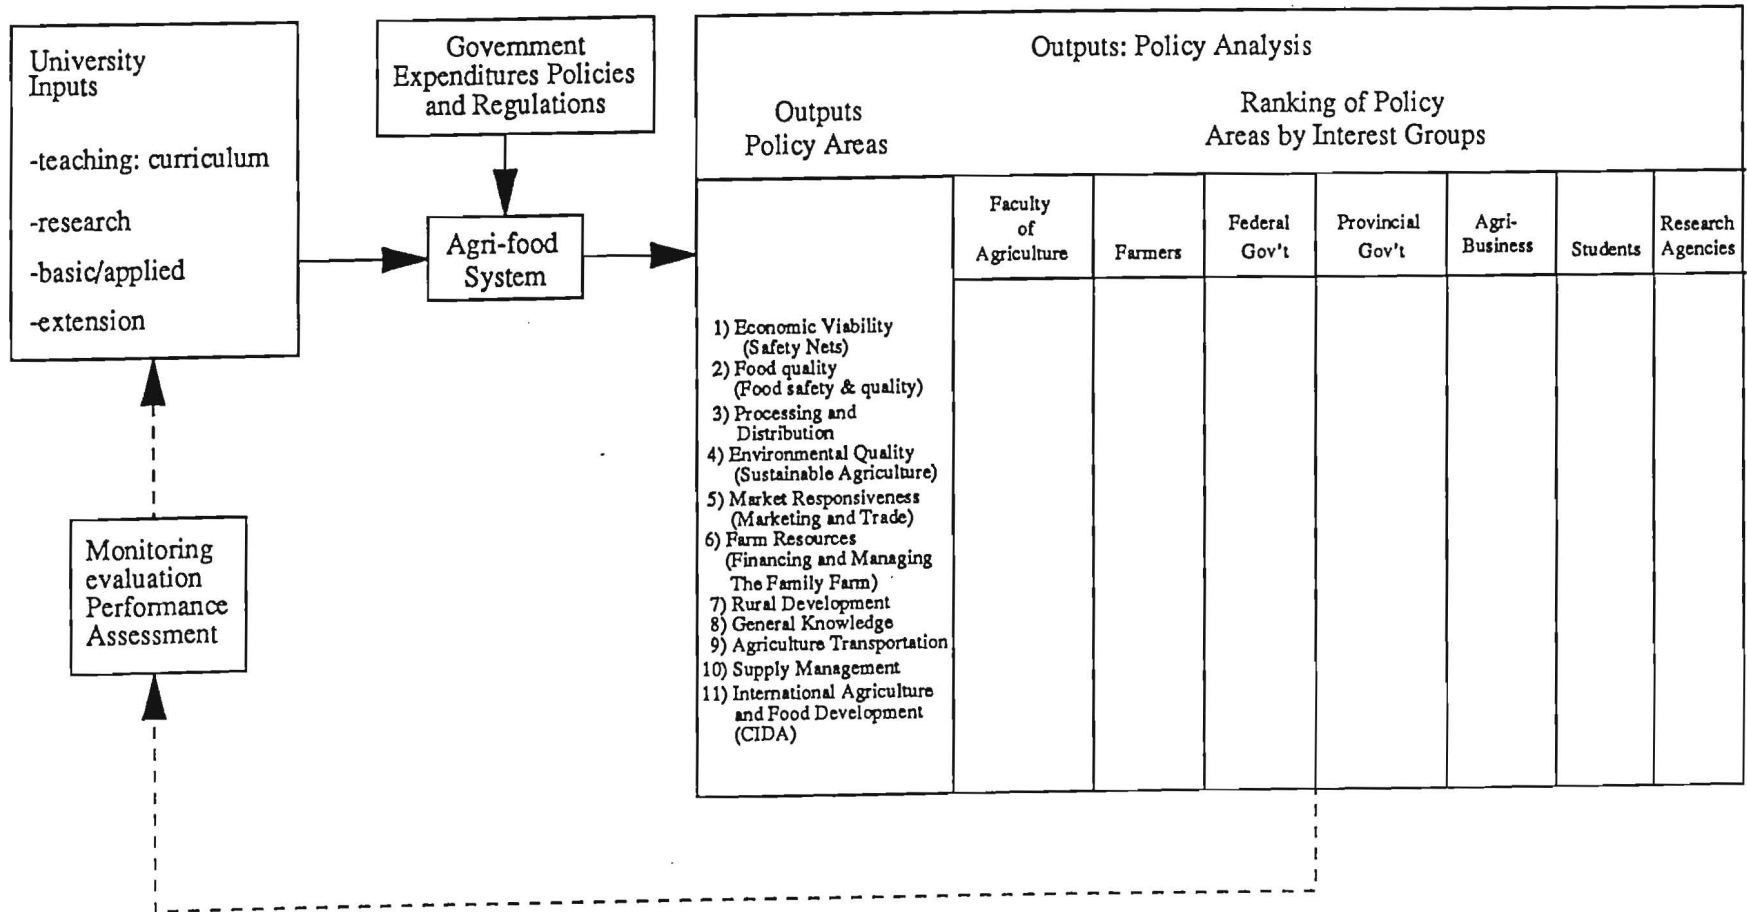 University
Inputs
-teaching: curriculum
-research
-basic/applied
-extension
Government
Expenditures Policies
and Regulations
Agri-food
System
Monitoring
evaluation
Performance
Assessment
Outputs: Policy Analysis
Outputs
Policy Areas
Ranking of Policy
Areas by Interest Groups
Faculty
of
Agriculture
Farmers
Federal
Gov't
Provincial
Gov't
Agri-
Business
Students
Research
Agencies
1) Economic Viability
(Safety Nets)
2) Food quality
(Food safety & quality)
3) Processing and
Distribution
4) Environmental Quality
(Sustainable Agriculture)
5) Market Responsiveness
(Marketing and Trade)
6) Farm Resources
(Financing and Managing
The Family Farm)
7) Rural Development
8) General Knowledge
9) Agriculture Transportation
10) Supply Management
11) International Agriculture
and Food Development
(CIDA)